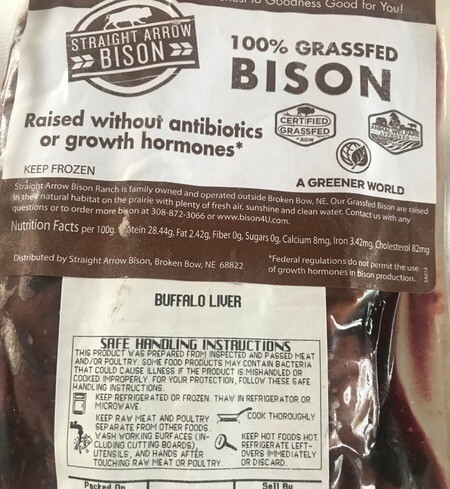 to Goodness Good for You!
STRAIGHT ARROW
BISON
100% GRASSFED
BISON
Raised without antibiotics
or growth hormones*
CERTIFIED
GRASSFED
AGW
A GREENER WORLD
KEEP FROZEN
Straight Arrow Bison Ranch is family owned and operated outside Broken Bow, NE. Our Grassfed Bison are raised
in their natural habitat on the prairie with plenty of fresh air, sunshine and clean water. Contact us with any
questions or to order more bison at 308-872-3066 or www.bison4U.com.
Nutrition Facts per 100g. Protein 28.44g, Fat 2.42g, Fiber 0g, Sugars 0g, Calcium 8mg, Iron 3.42mg, Cholesterol 82mg
Distributed by Straight Arrow Bison, Broken Bow, NE 68822
*Federal regulations do not permit the use
of growth hormones in bison production.
BUFFALO LIVER
SAFE HANDLING INSTRUCTIONS
THIS PRODUCT WAS PREPARED FROM INSPECTED AND PASSED MEAT
AND/OR POULTRY. SOME FOOD PRODUCTS MAY CONTAIN BACTERIA
THAT COULD CAUSE ILLNESS IF THE PRODUCT IS MISHANDLED OR
COOKED IMPROPERLY. FOR YOUR PROTECTION, FOLLOW THESE SAFE
HANDLING INSTRUCTIONS.
KEEP REFRIGERATED OR FROZEN. THAW IN REFRIGERATOR OR
MICROWAVE.
KEEP RAW MEAT AND POULTRY
SEPARATE FROM OTHER FOODS.
WASH WORKING SURFACES (IN-
CLUDING CUTTING BOARDS),
UTENSILS, AND HANDS AFTER
TOUCHING RAW MEAT OR POULTRY.
COOK THOROUGHLY
KEEP HOT FOODS HOT.
REFRIGERATE LEFT-
OVERS IMMEDIATELY
OR DISCARD.
Packed On
Sell By